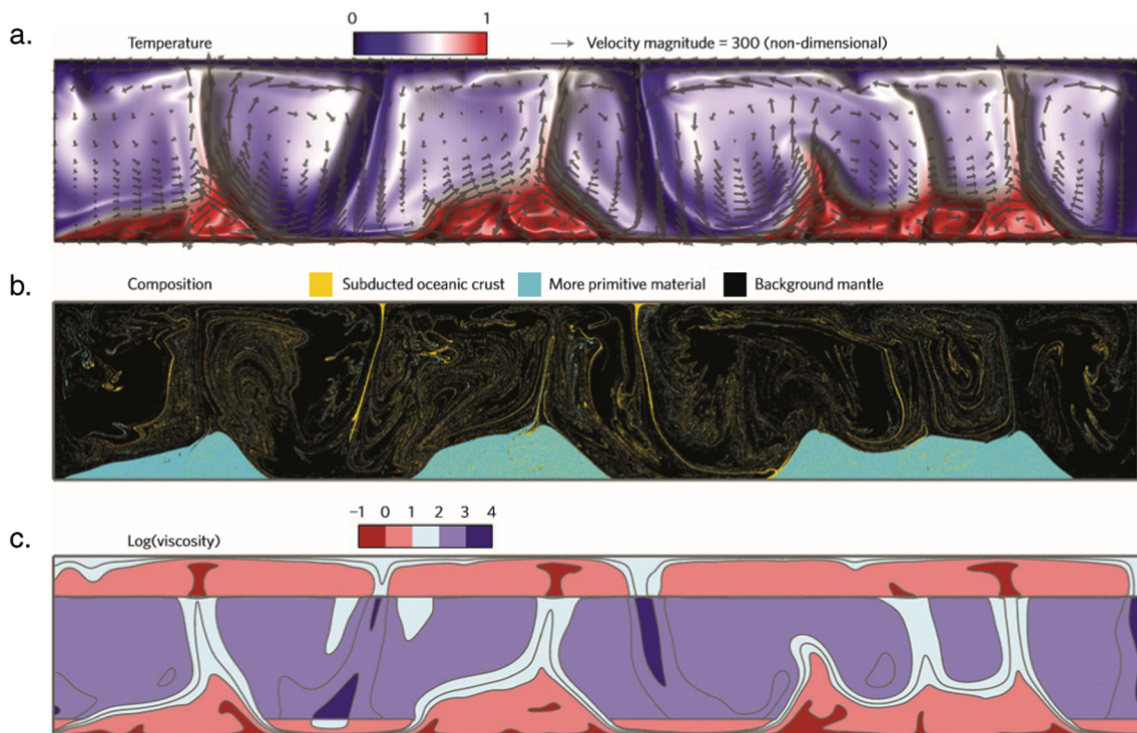 0 1
a. Temperature Velocity magnitude = 300 (non-dimensional)
b. Composition Subducted oceanic crust More primitive material Background mantle
−1 0 1 2 3 4
c. Log(viscosity)